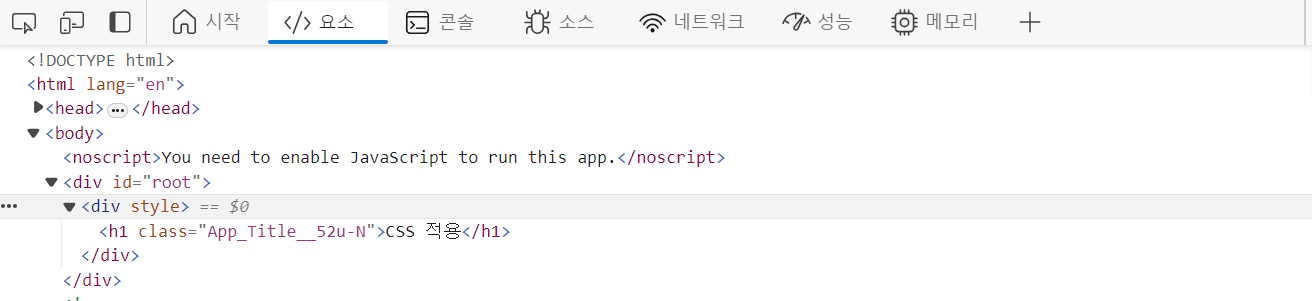 시작 요소 콘솔 소스 네트워크 성능 메모리
<!DOCTYPE html>
<html lang="en">
<head> ... </head>
<body>
<noscript>You need to enable JavaScript to run this app.</noscript>
<div id="root">
... <div style> == $0
<h1 class="App_Title__52u-N">CSS 적용</h1>
</div>
</div>